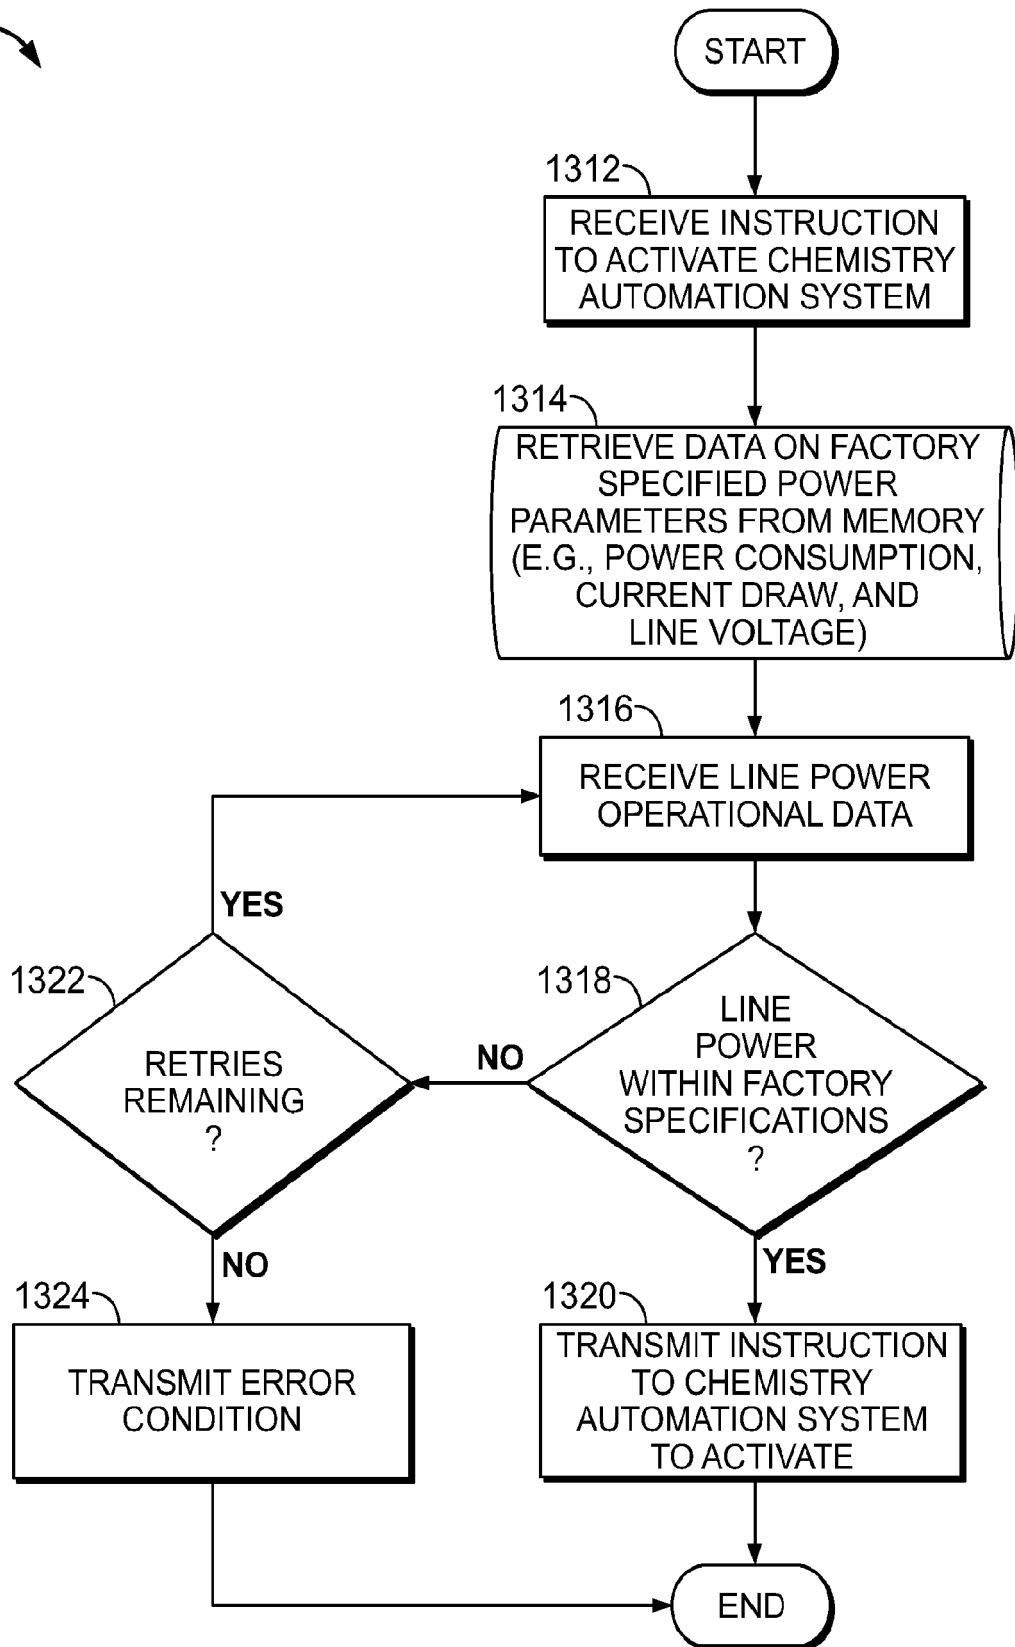 START
1312
RECEIVE INSTRUCTION
TO ACTIVATE CHEMISTRY
AUTOMATION SYSTEM
1314
RETRIEVE DATA ON FACTORY
SPECIFIED POWER
PARAMETERS FROM MEMORY
(E.G., POWER CONSUMPTION,
CURRENT DRAW, AND
LINE VOLTAGE)
1316
RECEIVE LINE POWER
OPERATIONAL DATA
YES
1322
RETRIES
REMAINING
?
NO
1318
LINE
POWER
WITHIN FACTORY
SPECIFICATIONS
?
NO
YES
1324
TRANSMIT ERROR
CONDITION
1320
TRANSMIT INSTRUCTION
TO CHEMISTRY
AUTOMATION SYSTEM
TO ACTIVATE
END